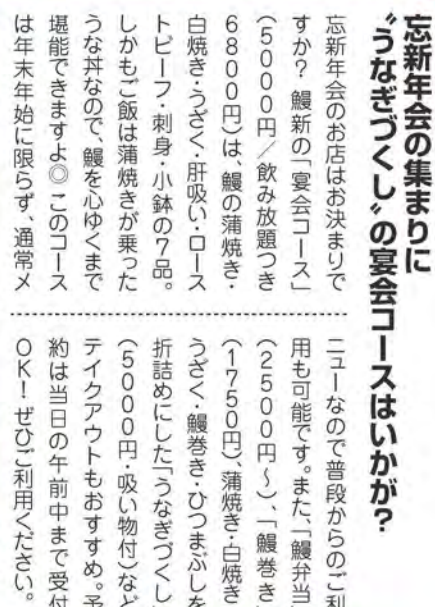 忘新年会の集まりに
〝うなぎづくし〟の宴会コースはいかが?
忘新年会のお店はお決まりで
すか? 鰻新の「宴会コース」
(5000円/飲み放題つき
6800円)は、鰻の蒲焼き・
白焼き・うざく・肝吸い・ロース
トビーフ・刺身・小鉢の7品。
しかもご飯は蒲焼きが乗った
うな丼なので、鰻を心ゆくまで
堪能できますよ◎ このコース
は年末年始に限らず、通常メ
ニューなので普段からのご利
用も可能です。また、「鰻弁当
(2500円~)、「鰻巻き
(1750円)、蒲焼き・白焼き
うざく・鰻巻き・ひつまぶしを
折詰めにした「うなぎづくし
(5000円・吸い物付)など
テイクアウトもおすすめ。予
約は当日の午前中まで受付
OK! ぜひご利用ください。